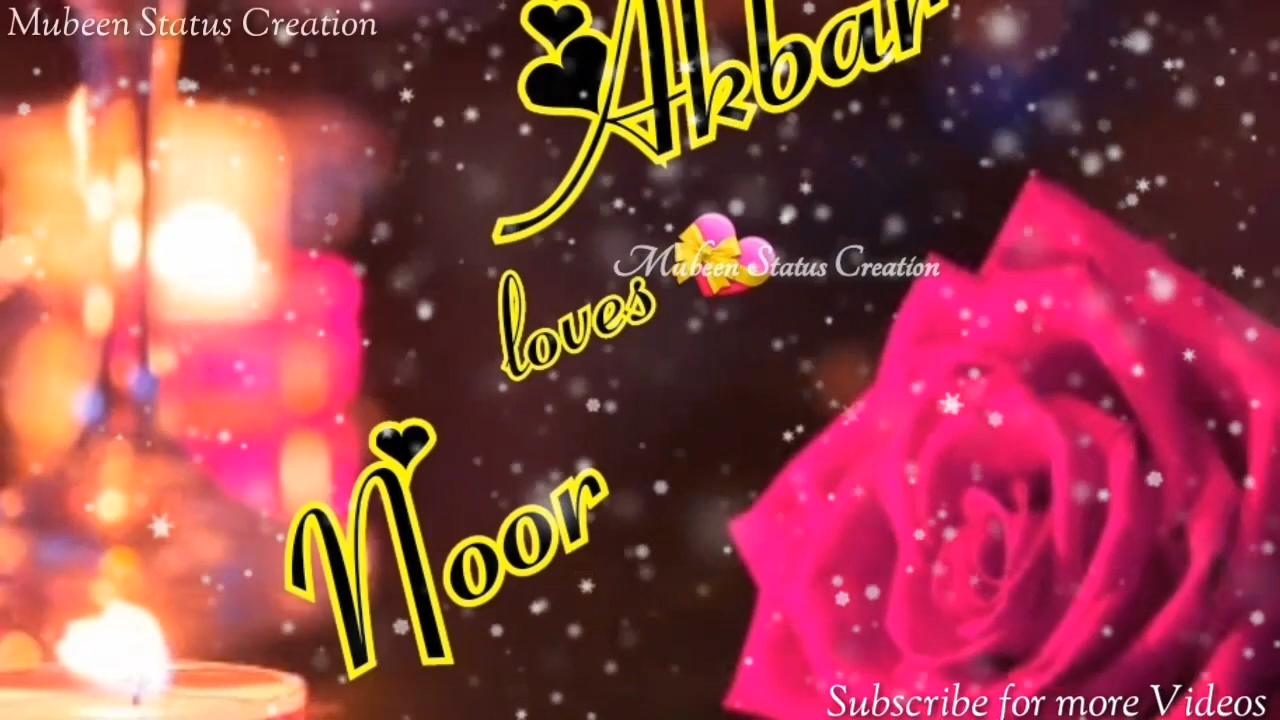 Mubeen Status Creation
Akbar
loves 💝
Mubeen Status Creation
Noor
Subscribe for more Videos